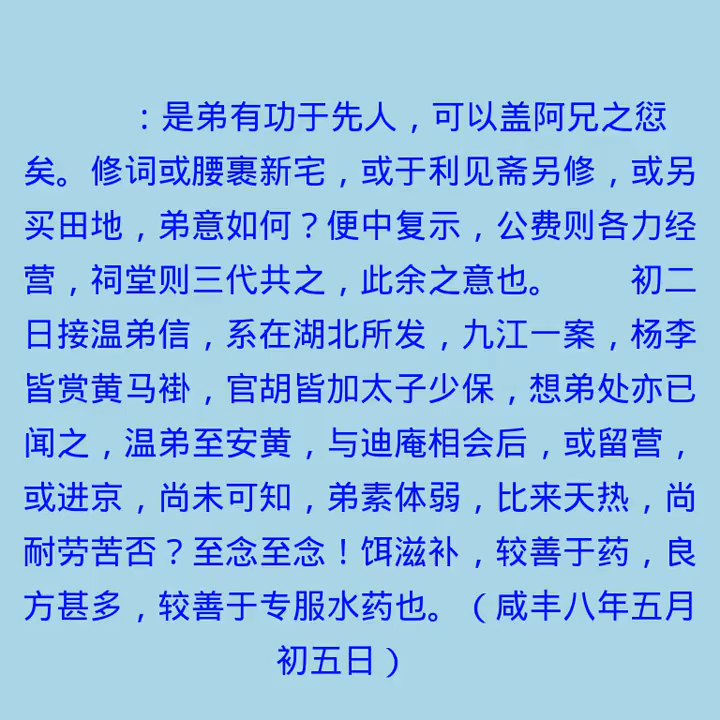 ：是弟有功于先人，可以盖阿兄之愆
矣。修词或腰裹新宅，或于利见斋另修，或另
买田地，弟意如何？便中复示，公费则各力经
营，祠堂则三代共之，此余之意也。　　初二
日接温弟信，系在湖北所发，九江一案，杨李
皆赏黄马褂，官胡皆加太子少保，想弟处亦已
闻之，温弟至安黄，与迪庵相会后，或留营，
或进京，尚未可知，弟素体弱，比来天热，尚
耐劳苦否？至念至念！饵滋补，较善于药，良
方甚多，较善于专服水药也。（咸丰八年五月
初五日）